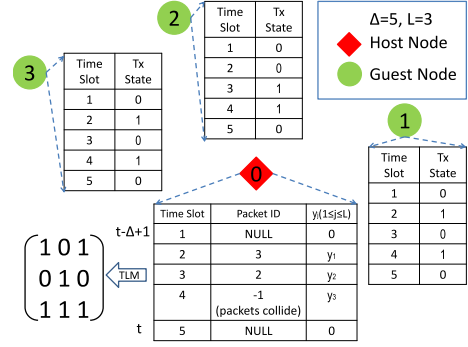 2
Time Slot Tx State
1 0
2 0
3 1
4 1
5 0
Δ=5, L=3
Host Node
Guest Node
3
Time Slot Tx State
1 0
2 1
3 0
4 1
5 0
1
Time Slot Tx State
1 0
2 1
3 0
4 1
5 0
0
t-Δ+1
Time Slot Packet ID yⱼ(1≤j≤L)
1 NULL 0
2 3 y₁
3 2 y₂
4 -1 y₃
(packets collide)
t
5 NULL 0
TLM
1 0 1
0 1 0
1 1 1